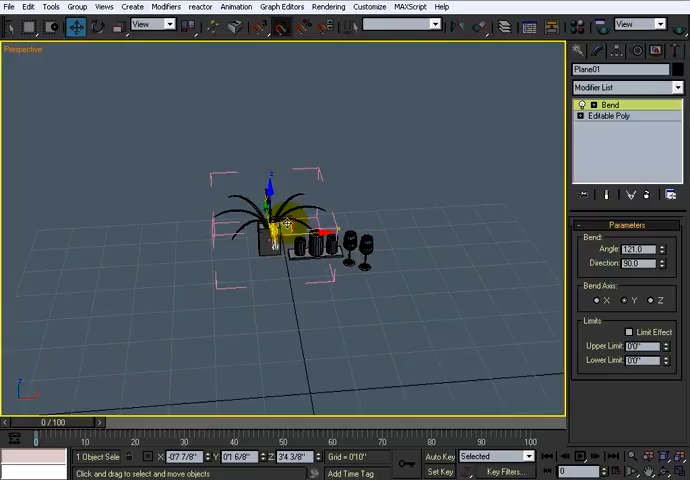 File Edit Tools Group Views Create Modifiers reactor Animation Graph Editors Rendering Customize MAXScript Help
View View
Perspective
Plane01
Modifier List
Bend
Editable Poly
Parameters
Bend:
Angle: 121.0
Direction: 90.0
Bend Axis:
X Y Z
Limits
Limit Effect
Upper Limit: 0'0"
Lower Limit: 0'0"
z
x
0 / 100
0 10 20 30 40 50 60 70 80 90 100
1 Object Sele X: -0'7 7/8" Y: 0'1 6/8" Z: 3'4 3/8" Grid = 0'10" Auto Key Selected
Click and drag to select and move objects Add Time Tag Set Key Key Filters... 0